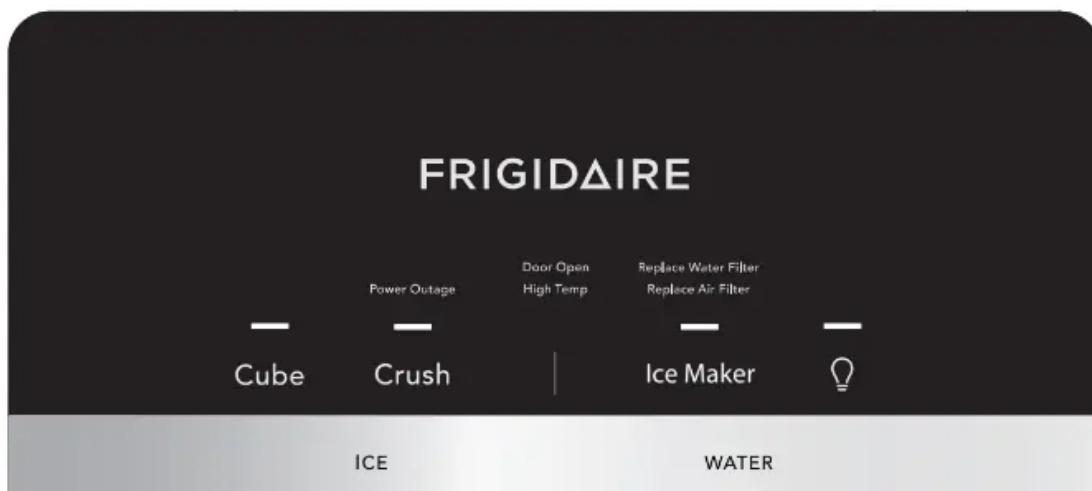 FRIGIDAIRE
Door Open Replace Water Filter
Power Outage High Temp Replace Air Filter
Cube Crush Ice Maker
ICE WATER